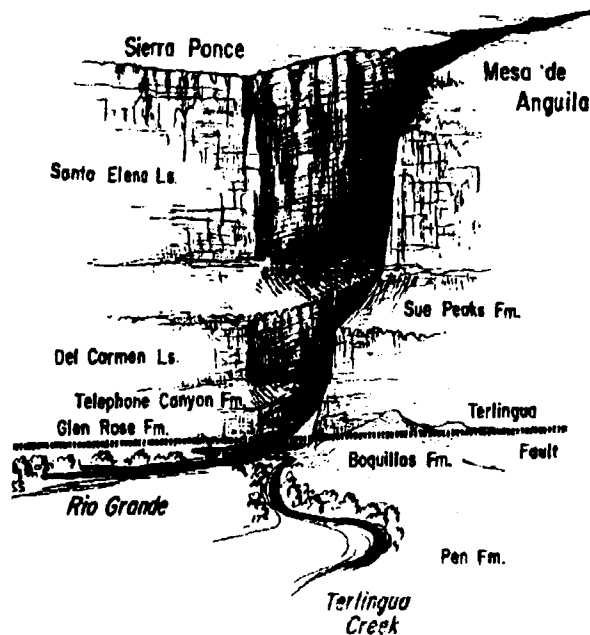 Sierra Ponce
Mesa de
Anguila
Santa Elena Ls.
Sue Peaks Fm.
Del Carmen Ls.
Telephone Canyon Fm.
Glen Rose Fm.
Terlingua
Fault
Boquillas Fm.
Rio Grande
Pen Fm.
Terlingua
Creek